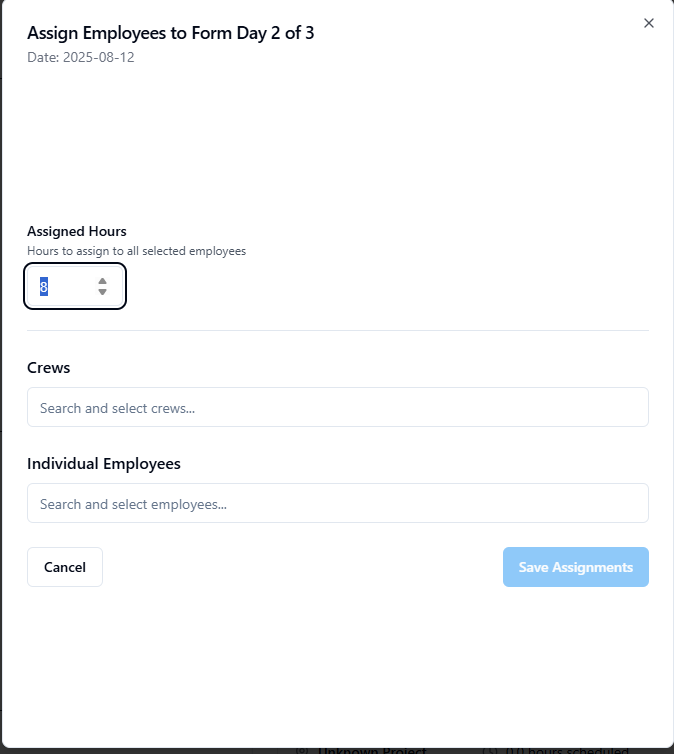 Assign Employees to Form Day 2 of 3
Date: 2025-08-12
Assigned Hours
Hours to assign to all selected employees
8
Crews
Search and select crews...
Individual Employees
Search and select employees...
Cancel
Save Assignments
Unknown Project
0.0 hours scheduled